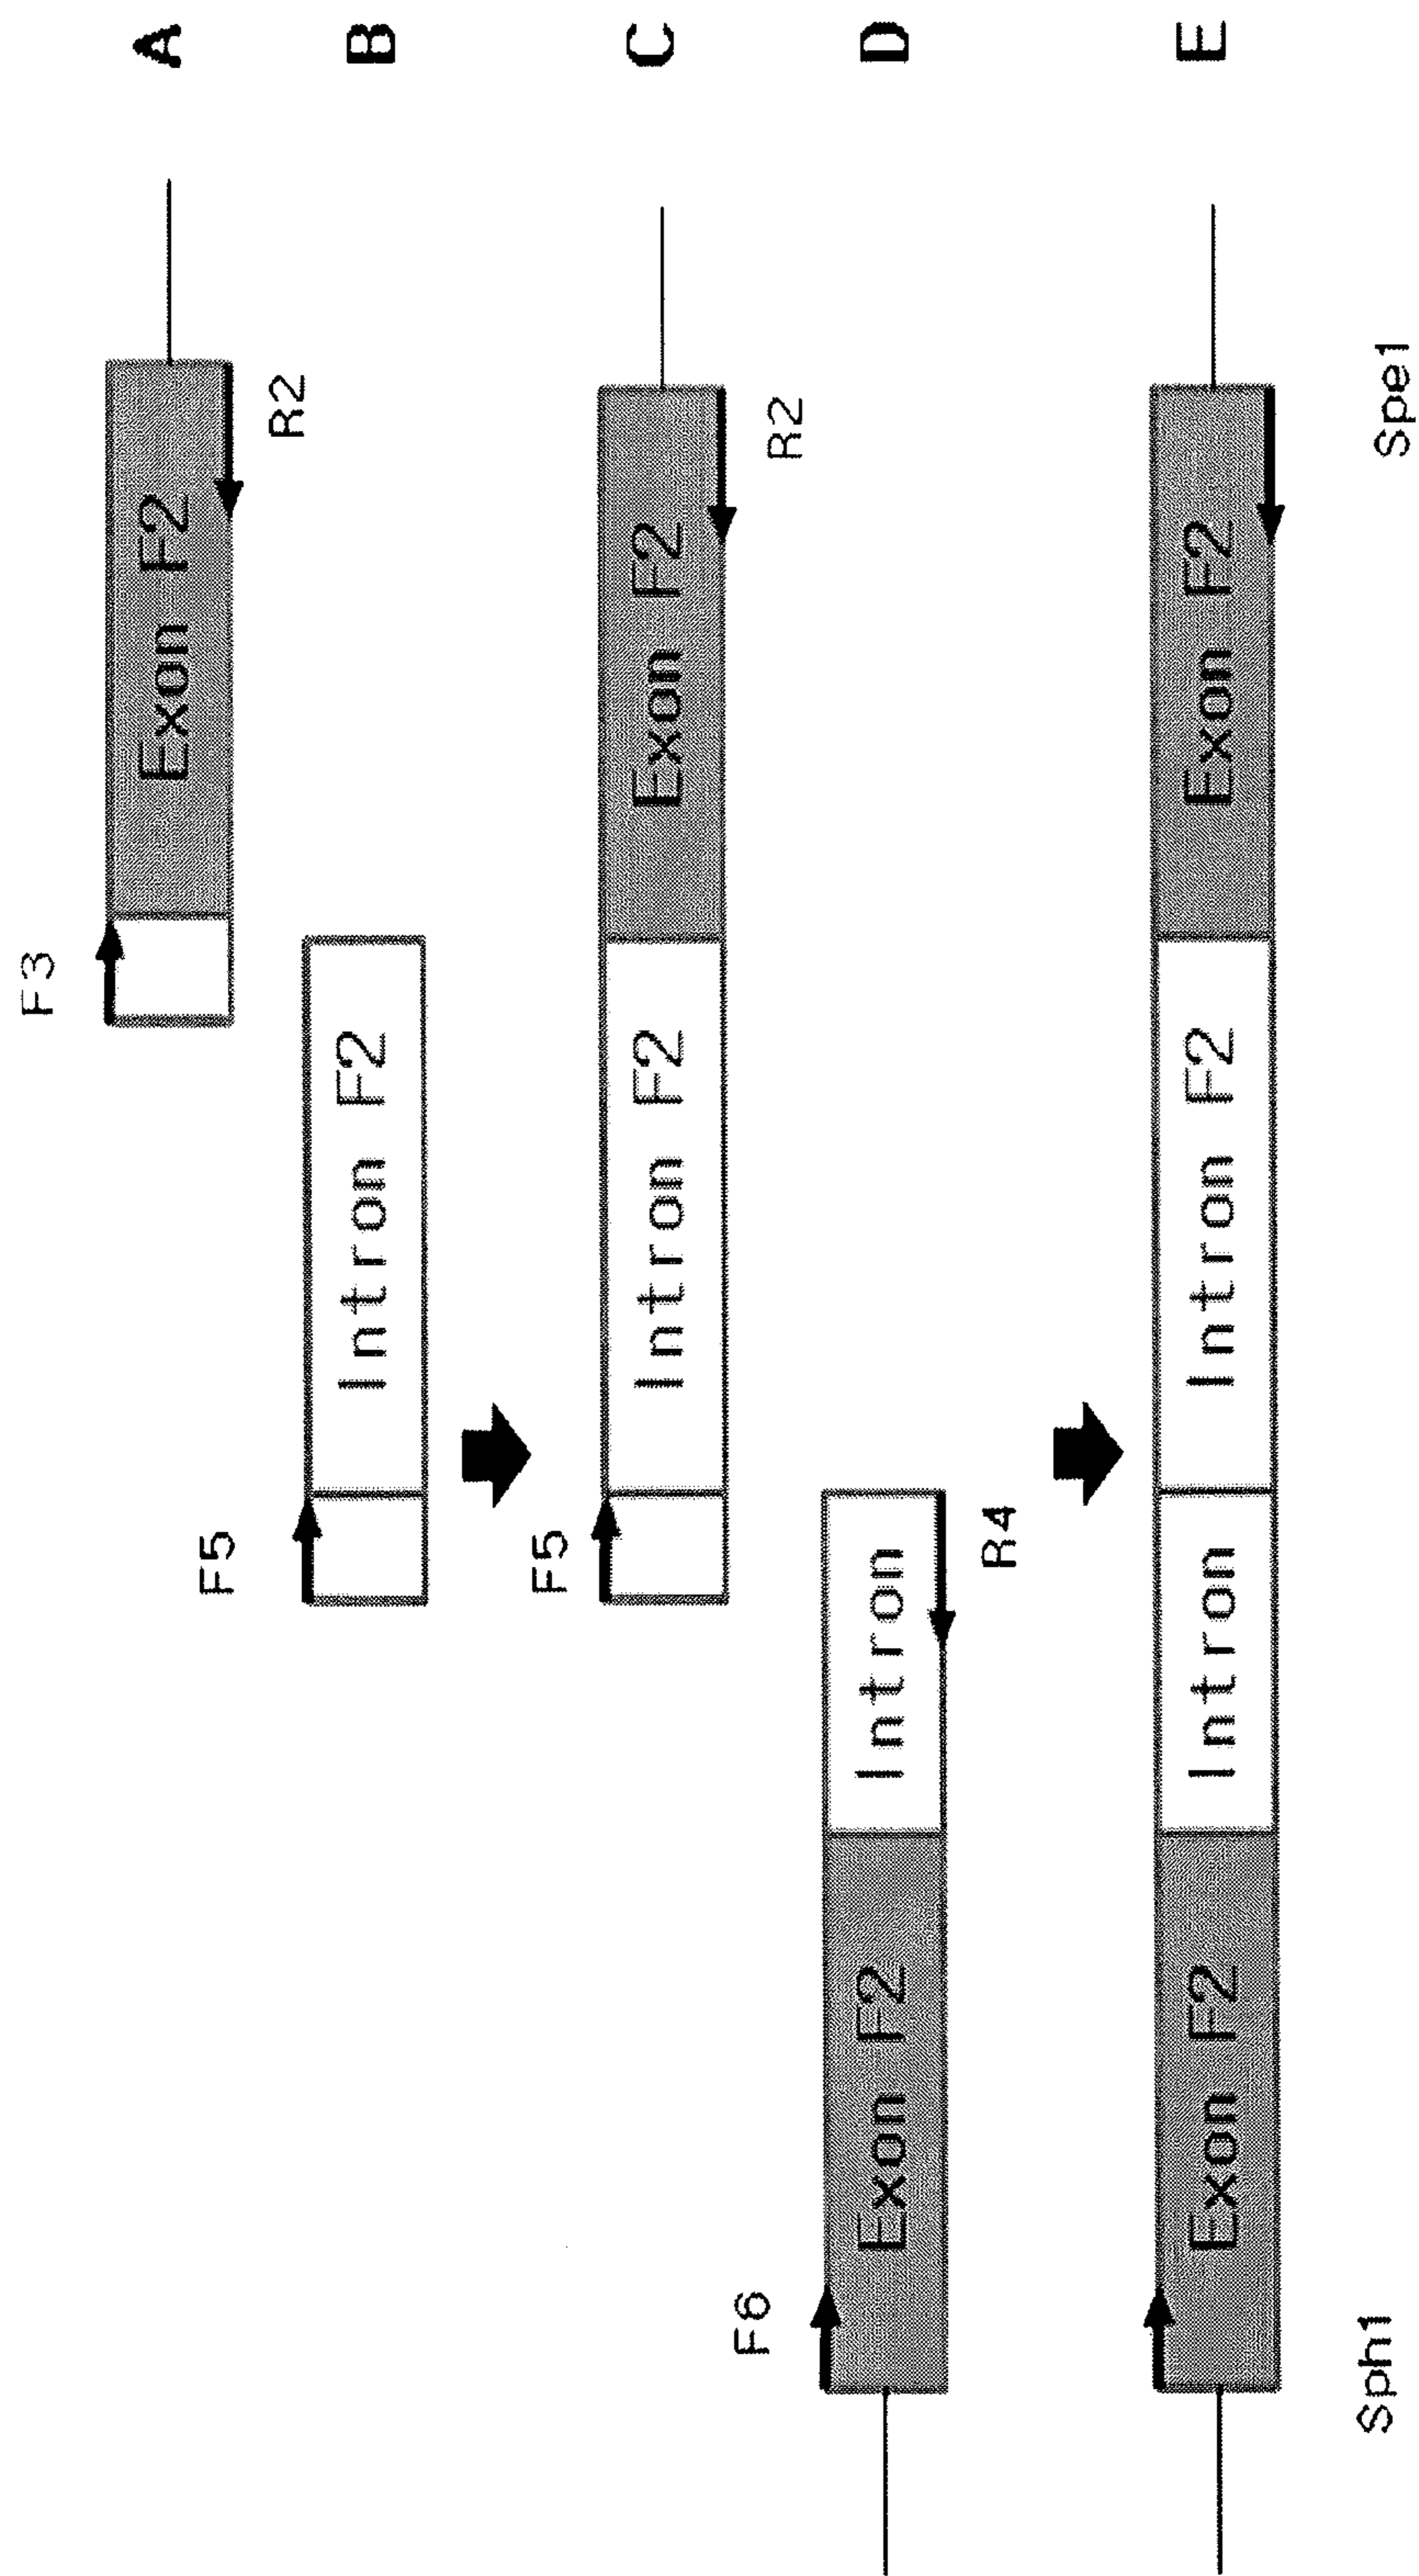 F3
Exon F2
R2
A
F5
Intron F2
B
F5
Intron F2
Exon F2
R2
C
F6
Exon F2
Intron
R4
D
Exon F2
Intron
Intron F2
Exon F2
E
Sph1
Spe1